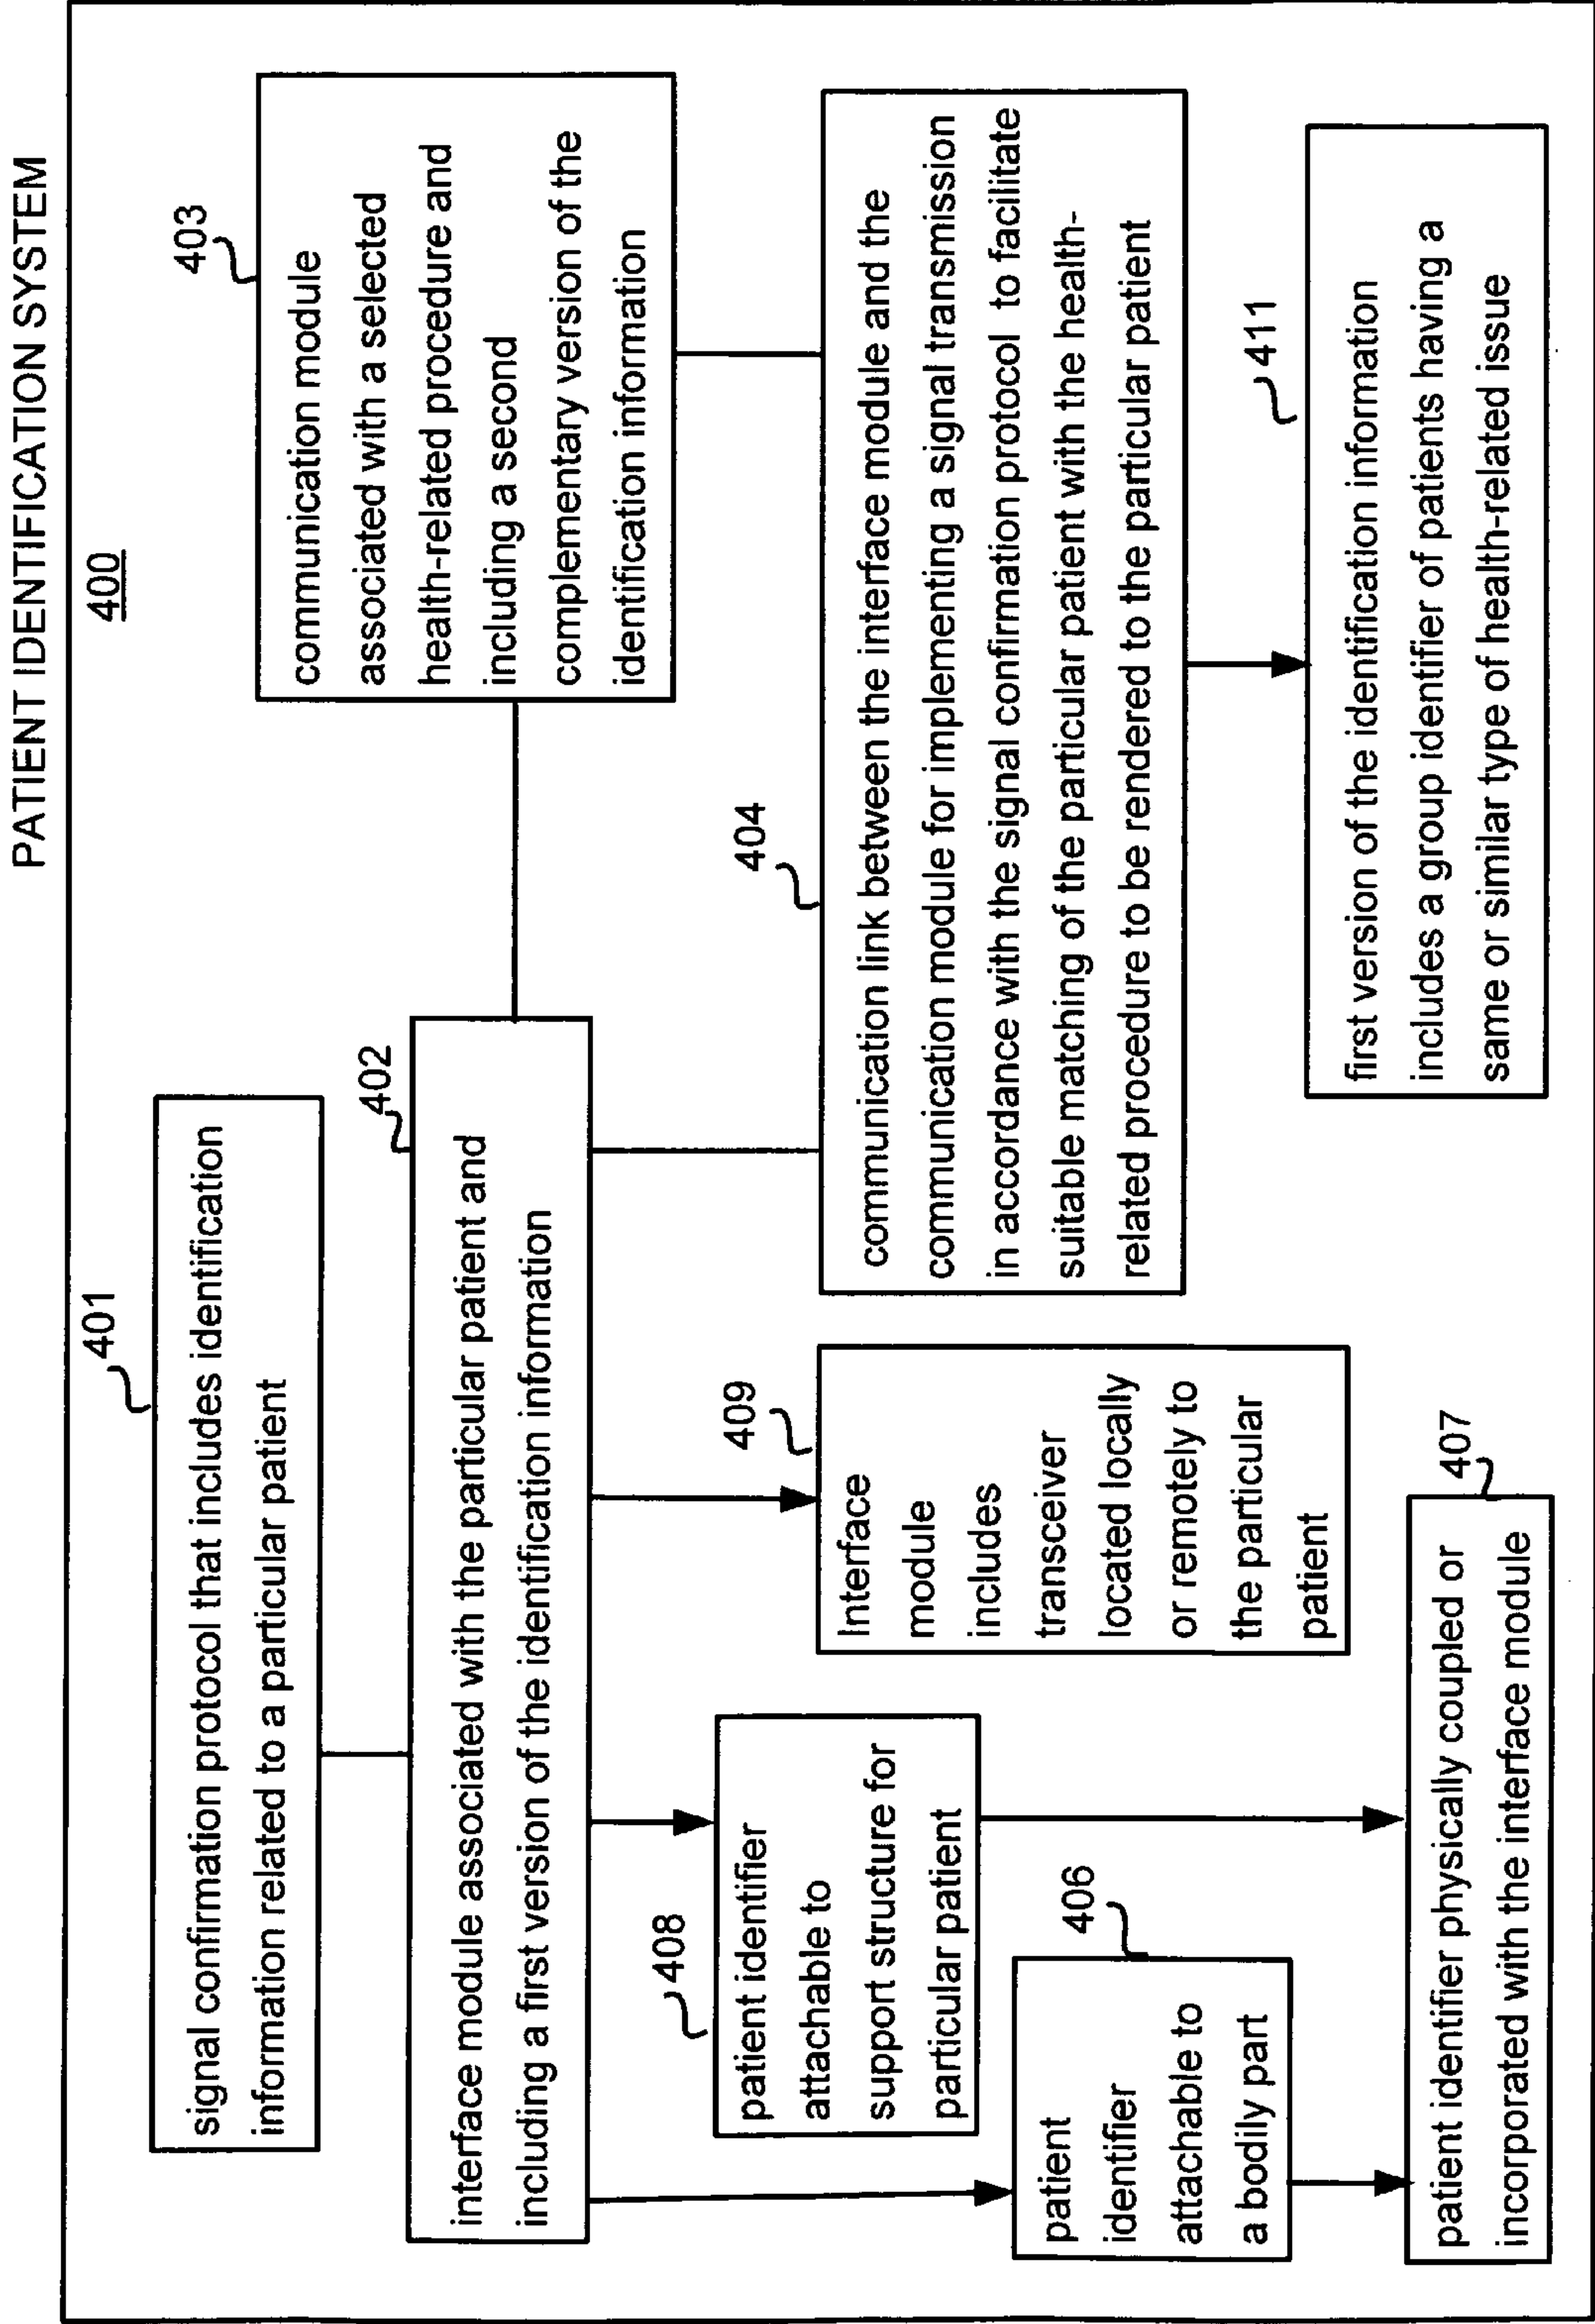 PATIENT IDENTIFICATION SYSTEM
400
401
signal confirmation protocol that includes identification
information related to a particular patient
403
communication module
associated with a selected
health-related procedure and
including a second
complementary version of the
identification information
402
interface module associated with the particular patient and
including a first version of the identification information
408
patient identifier
attachable to
support structure for
particular patient
409
Interface
module
includes
transceiver
located locally
or remotely to
the particular
patient
404
communication link between the interface module and the
communication module for implementing a signal transmission
in accordance with the signal confirmation protocol to facilitate
suitable matching of the particular patient with the health-
related procedure to be rendered to the particular patient
406
patient
identifier
attachable to
a bodily part
407
patient identifier physically coupled or
incorporated with the interface module
411
first version of the identification information
includes a group identifier of patients having a
same or similar type of health-related issue